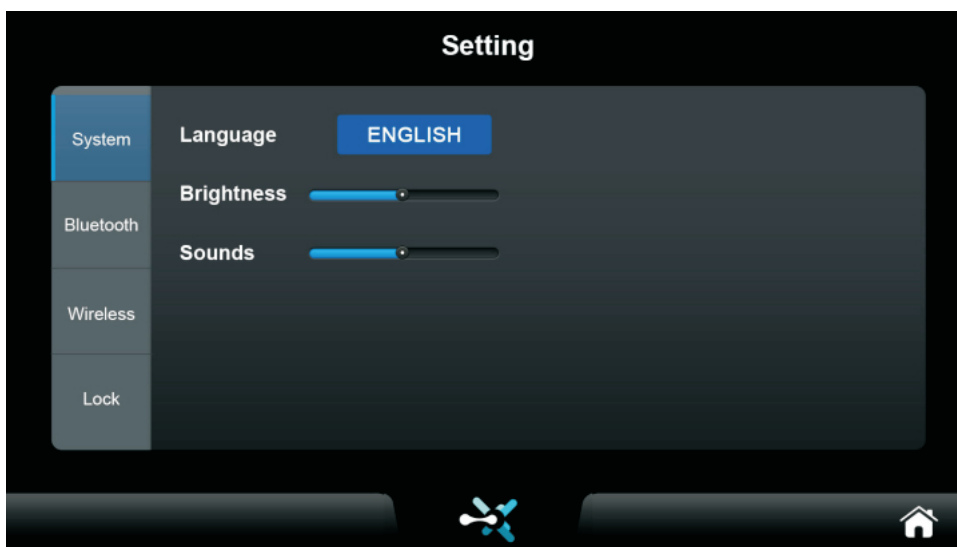 Setting
System
Language ENGLISH
Brightness
Bluetooth
Sounds
Wireless
Lock